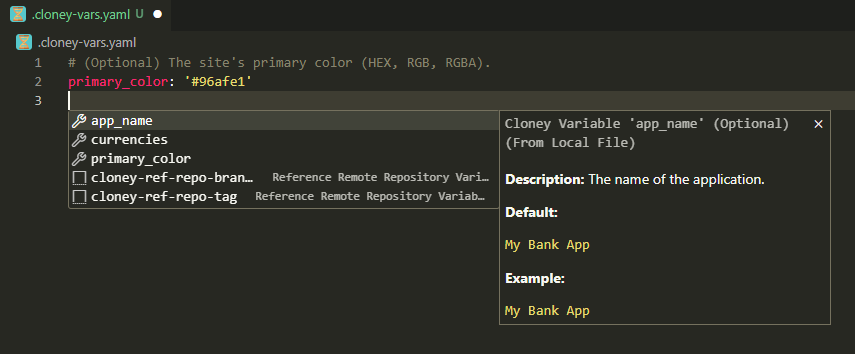 .cloney-vars.yaml U
.cloney-vars.yaml
1 # (Optional) The site's primary color (HEX, RGB, RGBA).
2 primary_color: '#96afe1'
3
app_name
currencies
primary_color
cloney-ref-repo-bran… Reference Remote Repository Vari…
cloney-ref-repo-tag Reference Remote Repository Variab…
Cloney Variable 'app_name' (Optional)
(From Local File)
Description: The name of the application.
Default:
My Bank App
Example:
My Bank App